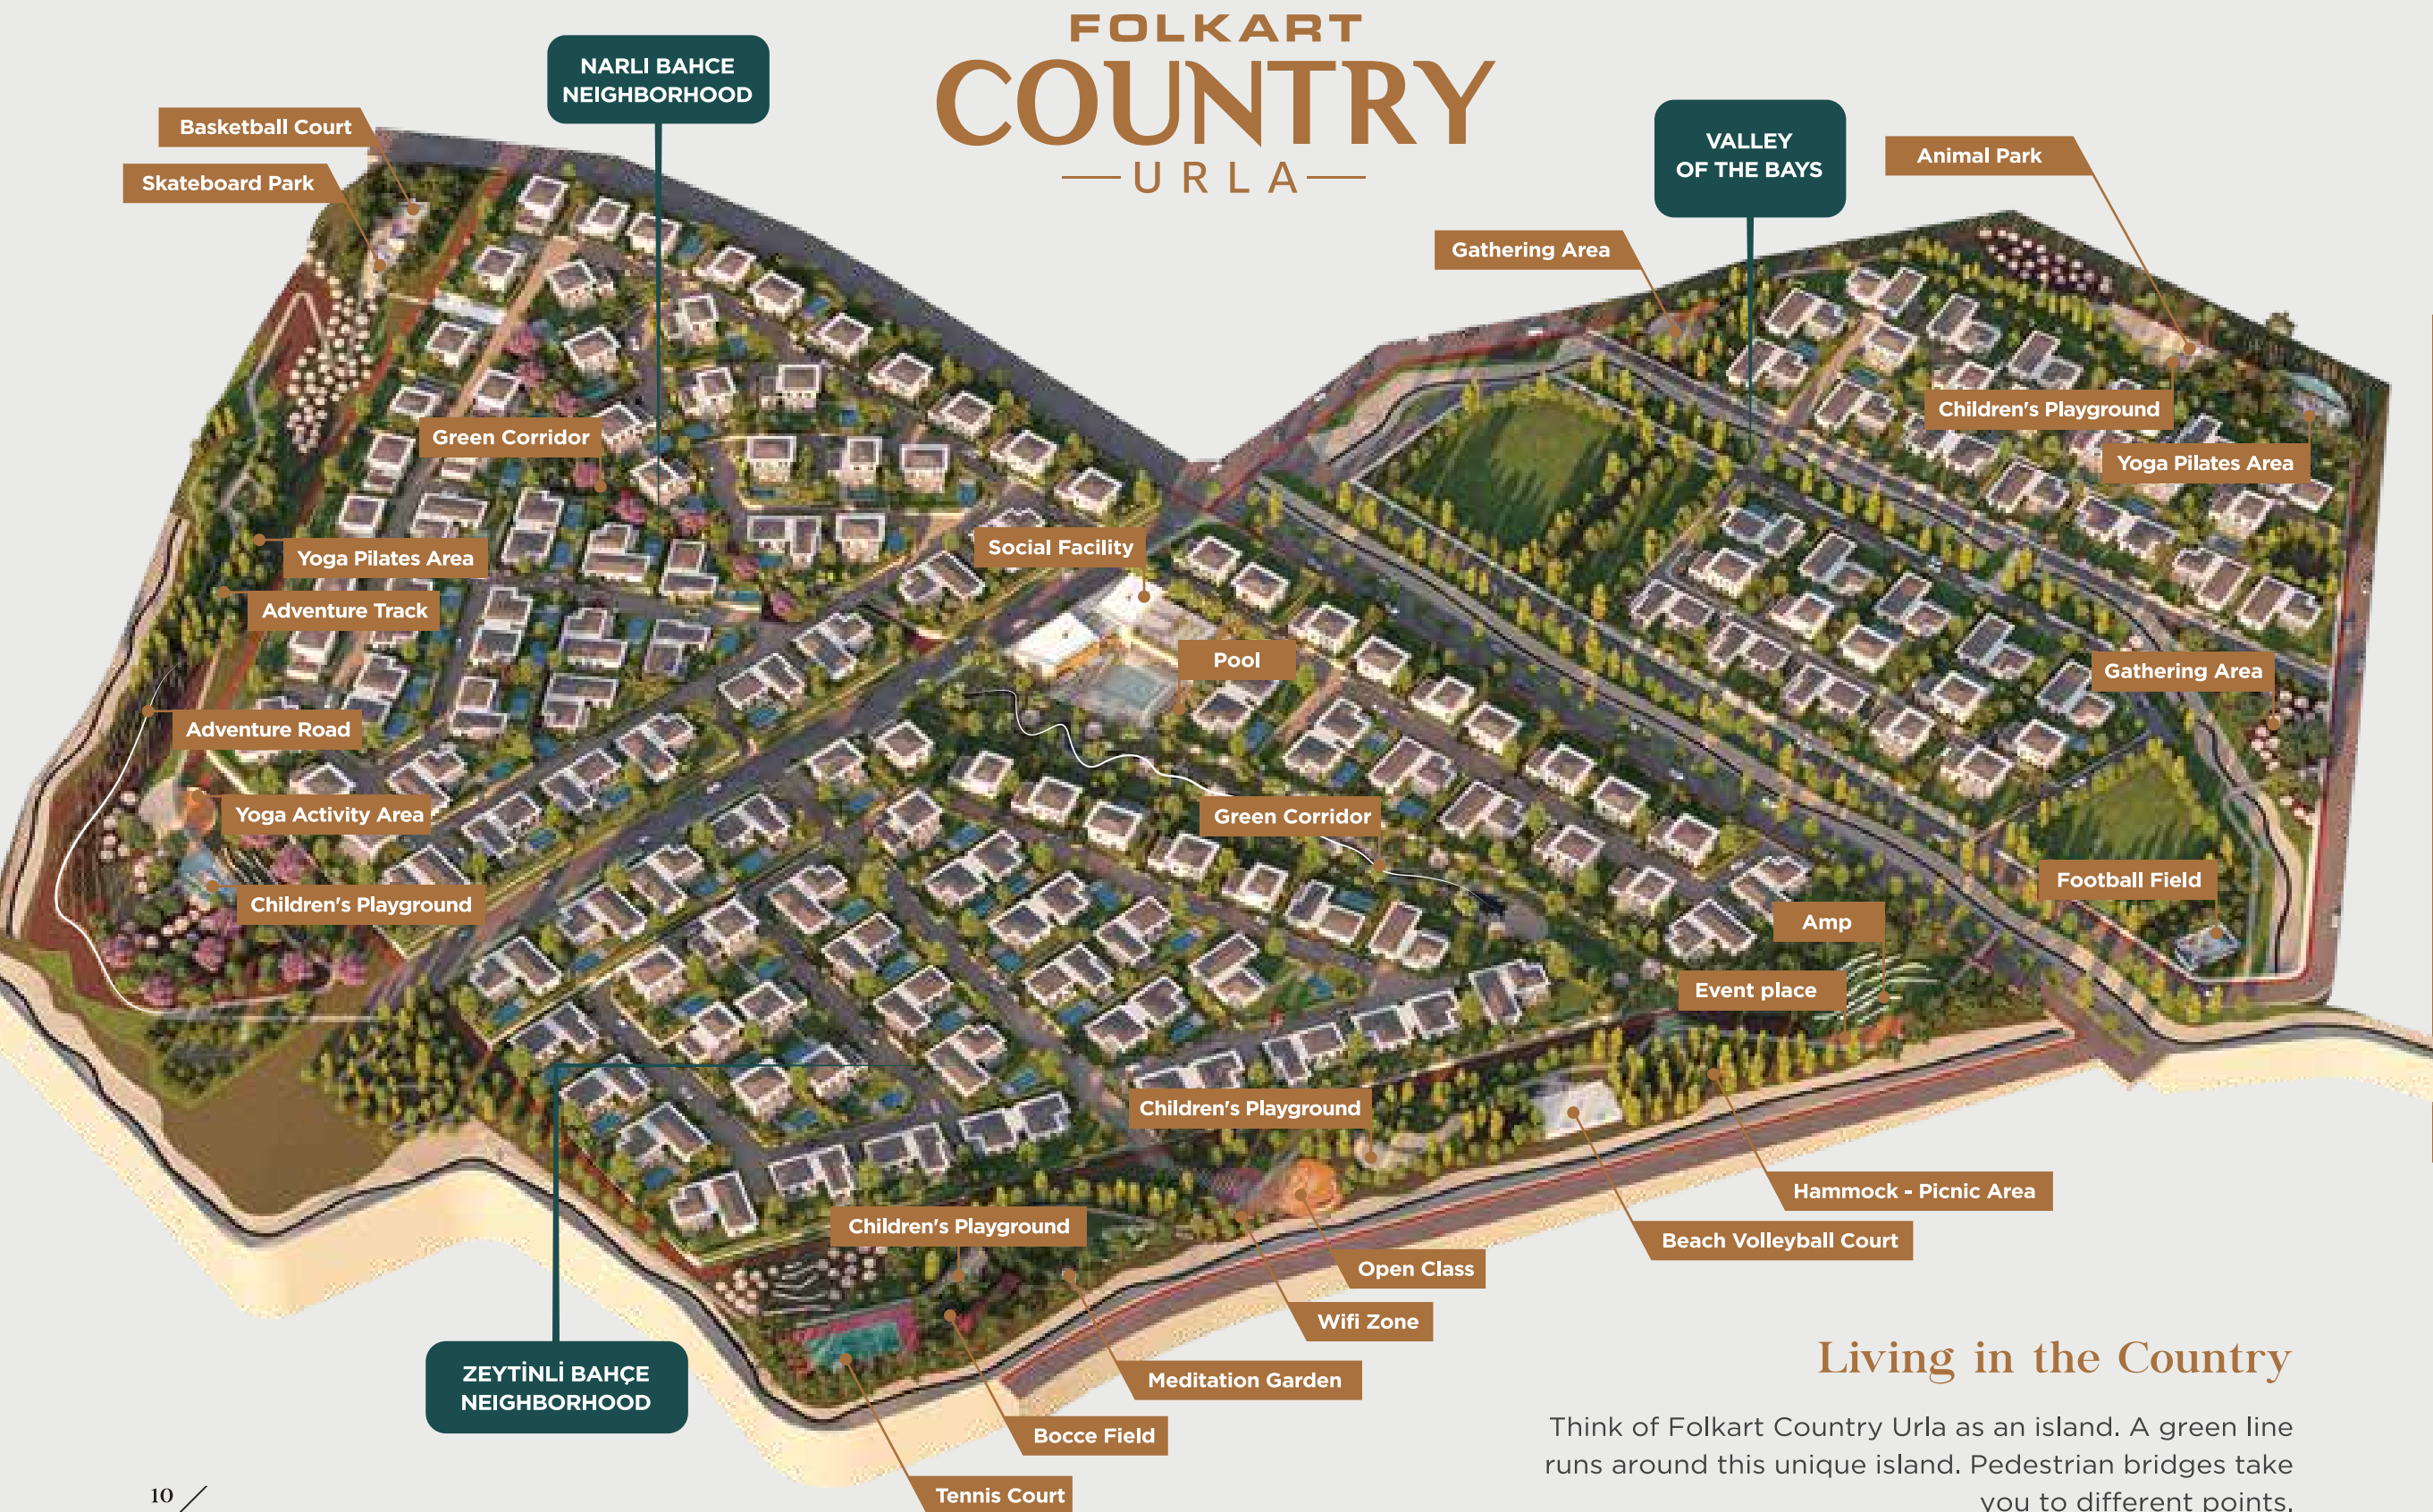 FOLKART
COUNTRY
URLA
NARLI BAHCE
NEIGHBORHOOD
Basketball Court
Skateboard Park
VALLEY
OF THE BAYS
Animal Park
Gathering Area
Green Corridor
Children's Playground
Yoga Pilates Area
Yoga Pilates Area
Adventure Track
Social Facility
Pool
Gathering Area
Adventure Road
Yoga Activity Area
Green Corridor
Children's Playground
Football Field
Amp
Event place
Children's Playground
Hammock - Picnic Area
Children's Playground
Beach Volleyball Court
Open Class
Wifi Zone
Meditation Garden
Bocce Field
Tennis Court
ZEYTİNLİ BAHÇE
NEIGHBORHOOD
Living in the Country
Think of Folkart Country Urla as an island. A green line
runs around this unique island. Pedestrian bridges take
you to different points.
10